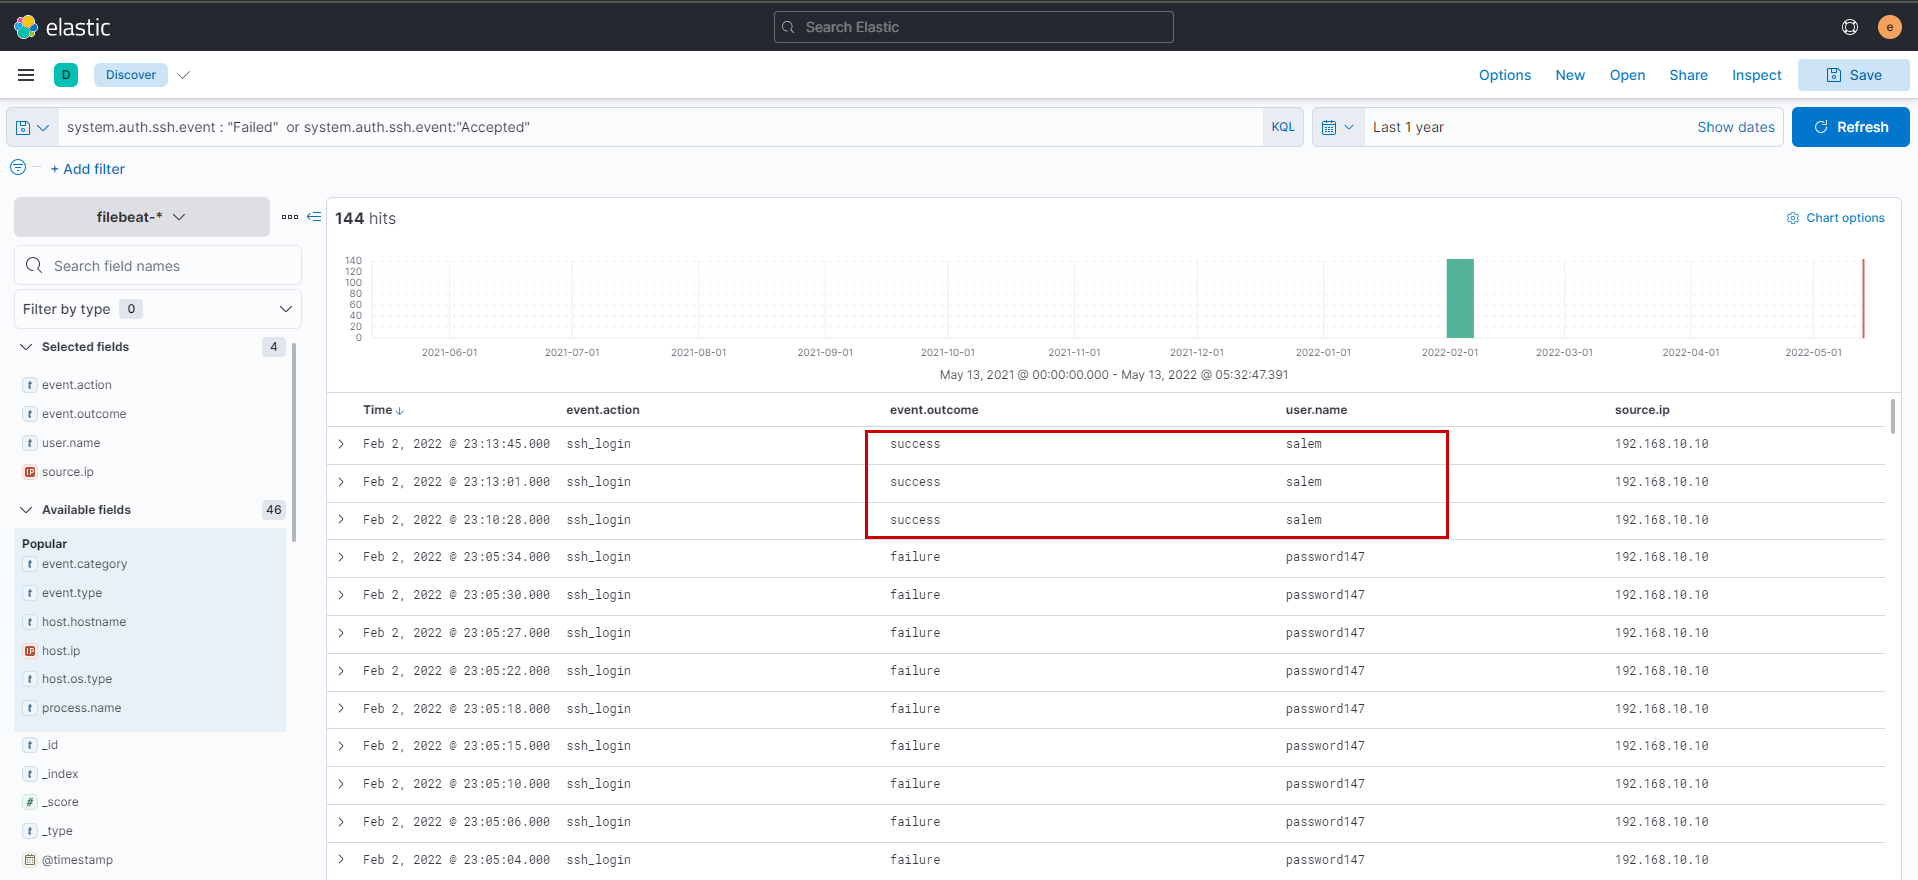 elastic
Search Elastic
e
D
Discover
Options New Open Share Inspect Save
system.auth.ssh.event : "Failed"  or system.auth.ssh.event:"Accepted"
KQL
Last 1 year
Show dates
Refresh
+ Add filter
filebeat-*
Search field names
Filter by type 0
Selected fields 4
t event.action
t event.outcome
t user.name
IP source.ip
Available fields 46
Popular
t event.category
t event.type
t host.hostname
IP host.ip
t host.os.type
t process.name
t _id
t _index
# _score
t _type
@timestamp
144 hits
Chart options
140
120
100
80
60
40
20
0
2021-06-01 2021-07-01 2021-08-01 2021-09-01 2021-10-01 2021-11-01 2021-12-01 2022-01-01 2022-02-01 2022-03-01 2022-04-01 2022-05-01
May 13, 2021 @ 00:00:00.000 - May 13, 2022 @ 05:32:47.391
Time event.action event.outcome user.name source.ip
Feb 2, 2022 @ 23:13:45.000 ssh_login success salem 192.168.10.10
Feb 2, 2022 @ 23:13:01.000 ssh_login success salem 192.168.10.10
Feb 2, 2022 @ 23:10:28.000 ssh_login success salem 192.168.10.10
Feb 2, 2022 @ 23:05:34.000 ssh_login failure password147 192.168.10.10
Feb 2, 2022 @ 23:05:30.000 ssh_login failure password147 192.168.10.10
Feb 2, 2022 @ 23:05:27.000 ssh_login failure password147 192.168.10.10
Feb 2, 2022 @ 23:05:22.000 ssh_login failure password147 192.168.10.10
Feb 2, 2022 @ 23:05:18.000 ssh_login failure password147 192.168.10.10
Feb 2, 2022 @ 23:05:15.000 ssh_login failure password147 192.168.10.10
Feb 2, 2022 @ 23:05:10.000 ssh_login failure password147 192.168.10.10
Feb 2, 2022 @ 23:05:06.000 ssh_login failure password147 192.168.10.10
Feb 2, 2022 @ 23:05:04.000 ssh_login failure password147 192.168.10.10